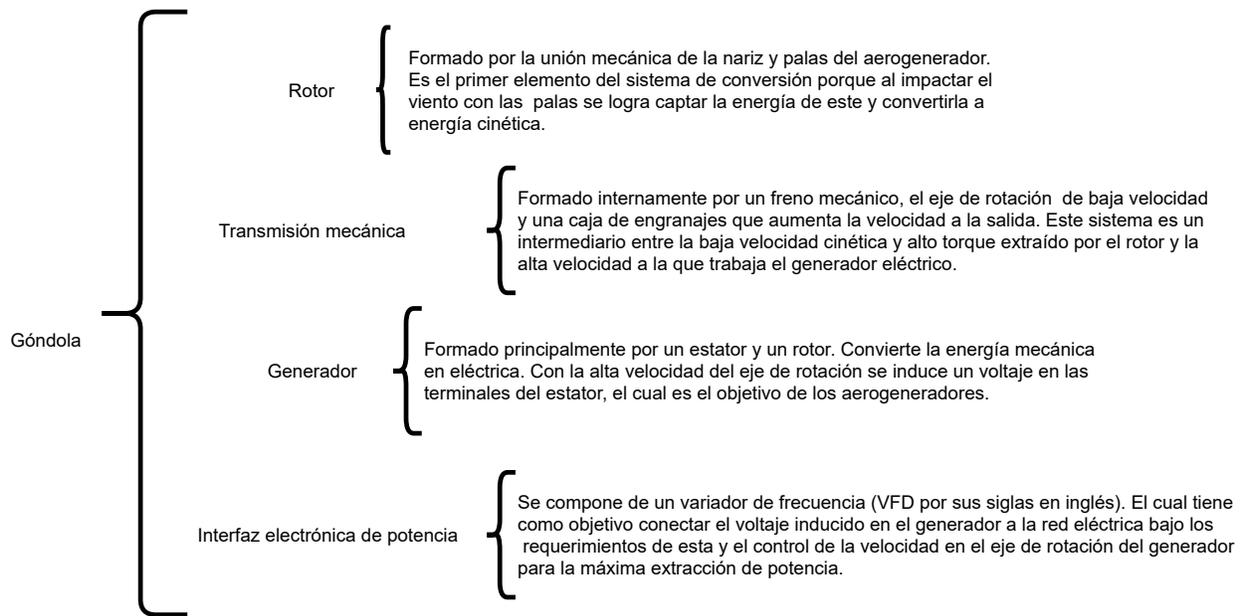 Góndola
Rotor
Formado por la unión mecánica de la nariz y palas del aerogenerador.
Es el primer elemento del sistema de conversión porque al impactar el
viento con las palas se logra captar la energía de este y convertirla a
energía cinética.
Transmisión mecánica
Formado internamente por un freno mecánico, el eje de rotación de baja velocidad
y una caja de engranajes que aumenta la velocidad a la salida. Este sistema es un
intermediario entre la baja velocidad cinética y alto torque extraído por el rotor y la
alta velocidad a la que trabaja el generador eléctrico.
Generador
Formado principalmente por un estator y un rotor. Convierte la energía mecánica
en eléctrica. Con la alta velocidad del eje de rotación se induce un voltaje en las
terminales del estator, el cual es el objetivo de los aerogeneradores.
Interfaz electrónica de potencia
Se compone de un variador de frecuencia (VFD por sus siglas en inglés). El cual tiene
como objetivo conectar el voltaje inducido en el generador a la red eléctrica bajo los
requerimientos de esta y el control de la velocidad en el eje de rotación del generador
para la máxima extracción de potencia.